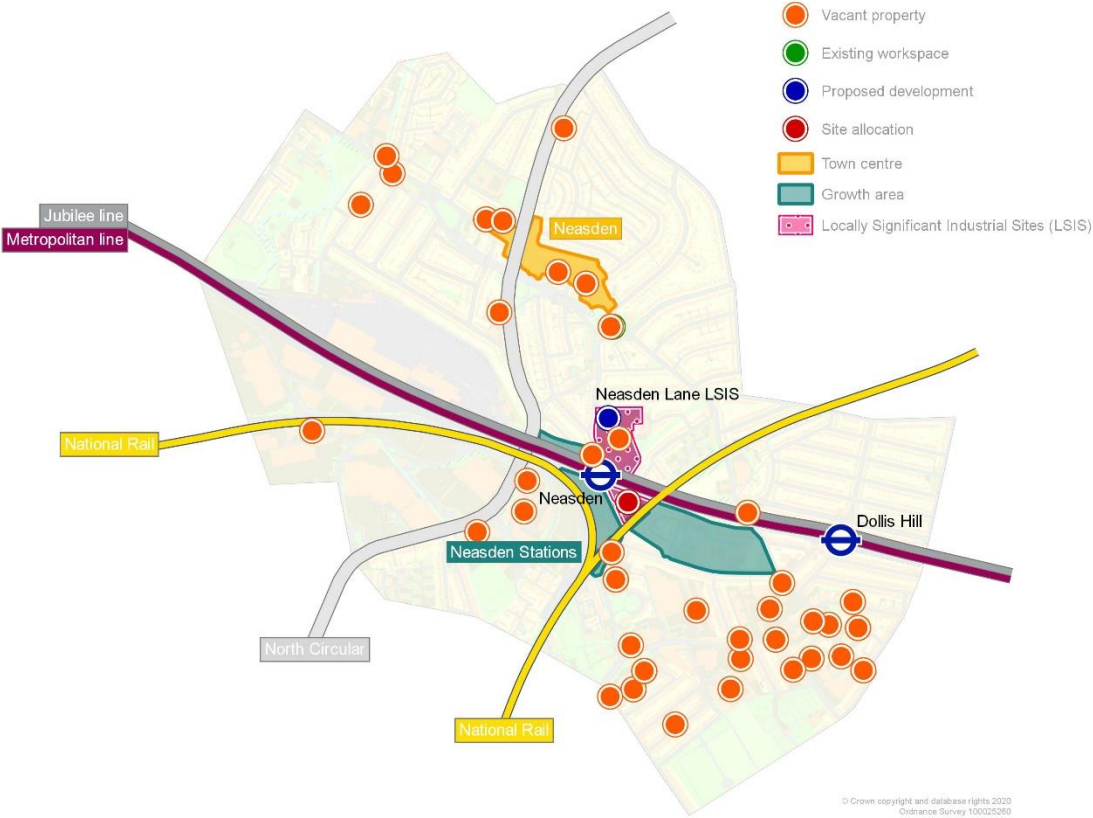 Vacant property
Existing workspace
Proposed development
Site allocation
Town centre
Growth area
Locally Significant Industrial Sites (LSIS)
Jubilee line
Metropolitan line
Neasden
Neasden Lane LSIS
National Rail
Neasden
Dollis Hill
Neasden Stations
North Circular
National Rail
© Crown copyright and database rights 2020
Ordnance Survey 100025260